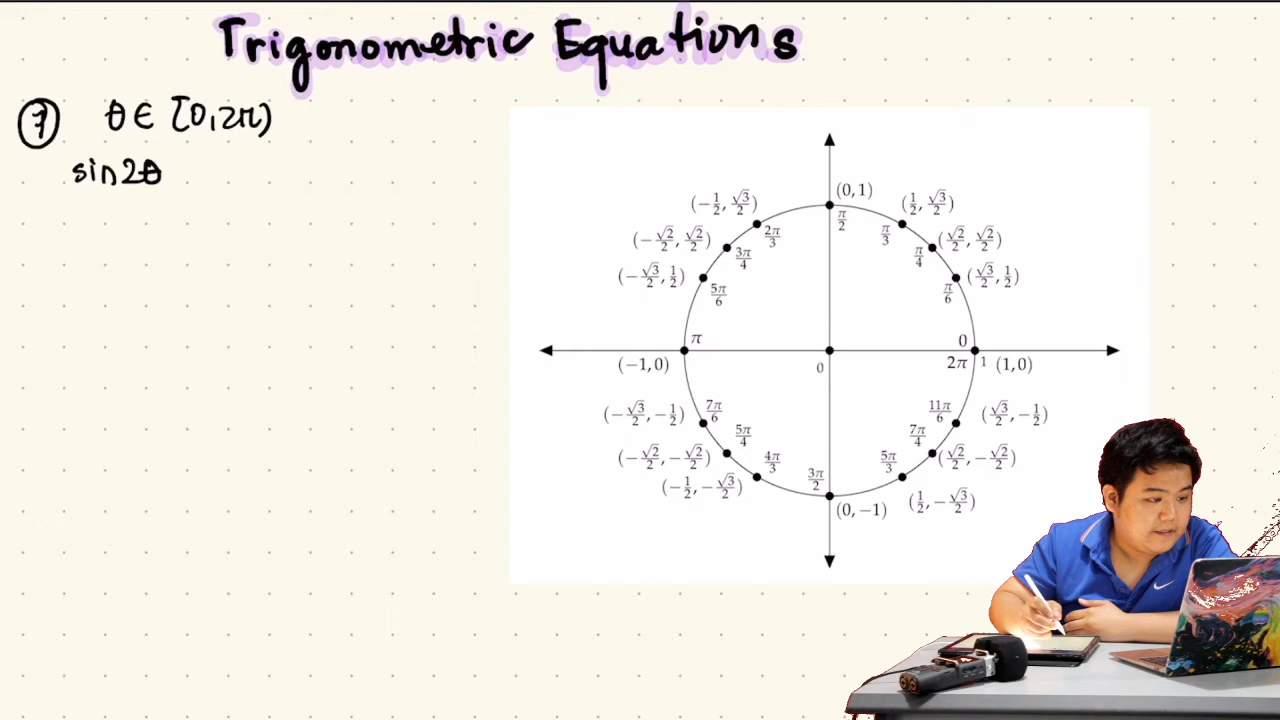 Trigonometric Equations
⑦ θ ∈ [0,2π)
sin2θ
(0, 1)
(-1/2, √3/2) (1/2, √3/2)
2π/3 π/2 π/3
(-√2/2, √2/2) (√2/2, √2/2)
3π/4 π/4
(-√3/2, 1/2) (√3/2, 1/2)
5π/6 π/6
π 0
(-1, 0) 0 2π 1 (1, 0)
(-√3/2, -1/2) 7π/6 11π/6 (√3/2, -1/2)
5π/4 7π/4
(-√2/2, -√2/2) (√2/2, -√2/2)
4π/3 3π/2 5π/3
(-1/2, -√3/2) (1/2, -√3/2)
(0, -1)